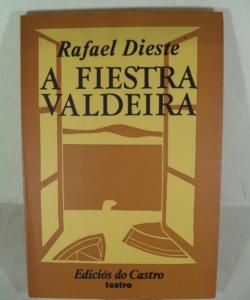 Rafael Dieste
A FIESTRA
VALDEIRA
Ediciós do Castro
teatro